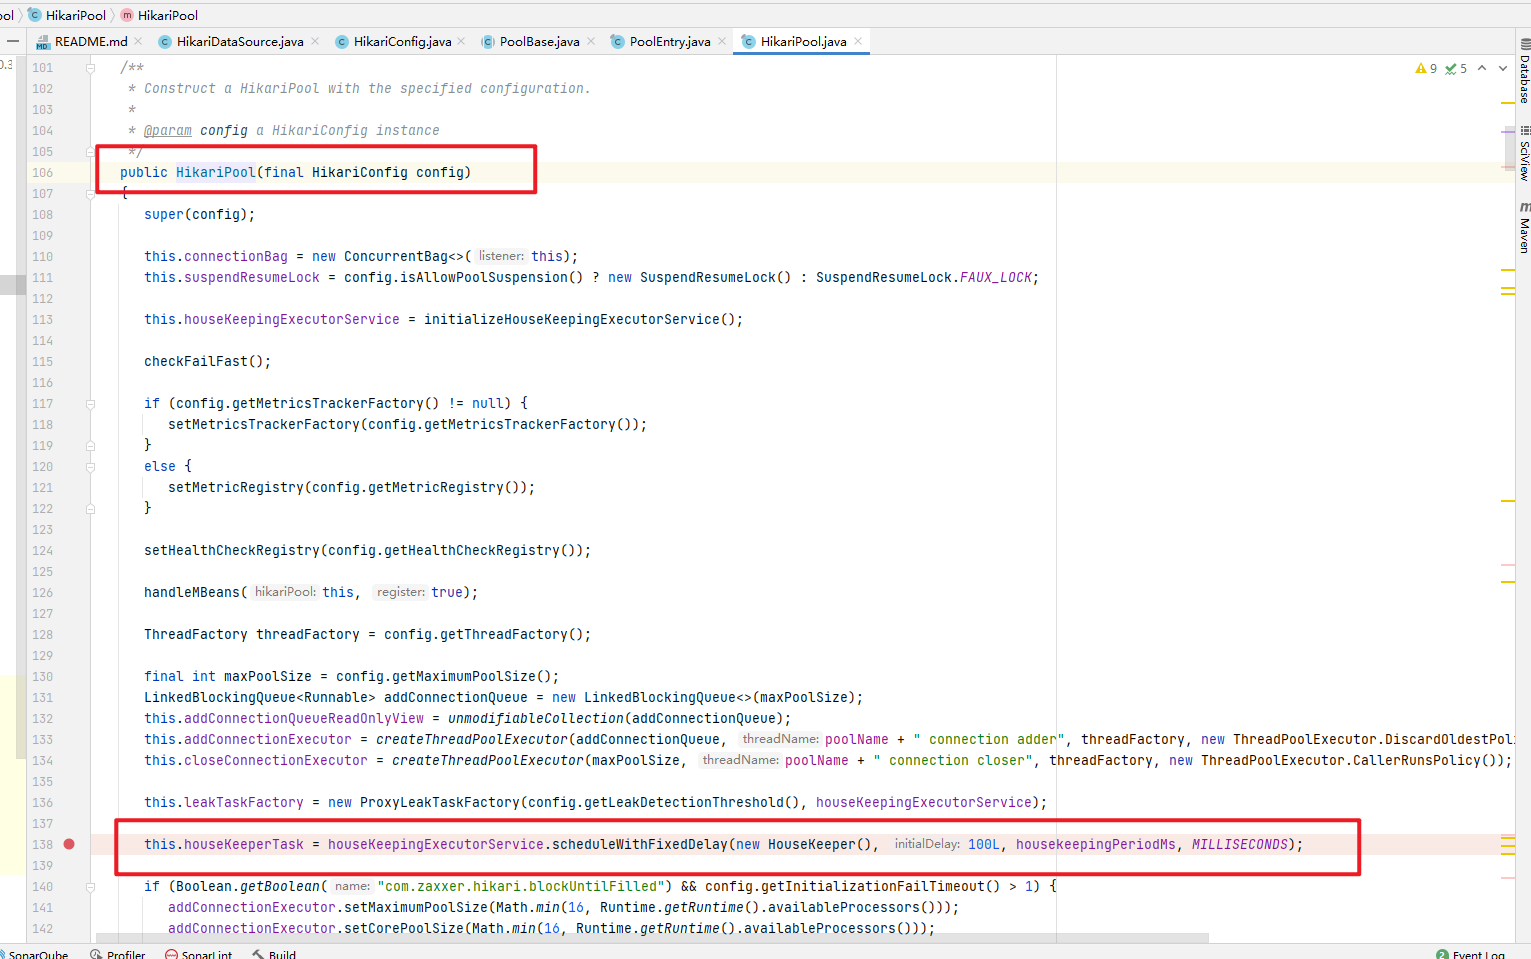 ool HikariPool HikariPool
README.md HikariDataSource.java HikariConfig.java PoolBase.java PoolEntry.java HikariPool.java
0.3
9 5
101 /**
102 * Construct a HikariPool with the specified configuration.
103 *
104 * @param config a HikariConfig instance
105 */
106 public HikariPool(final HikariConfig config)
107 {
108 super(config);
109
110 this.connectionBag = new ConcurrentBag<>( listener: this);
111 this.suspendResumeLock = config.isAllowPoolSuspension() ? new SuspendResumeLock() : SuspendResumeLock.FAUX_LOCK;
112
113 this.houseKeepingExecutorService = initializeHouseKeepingExecutorService();
114
115 checkFailFast();
116
117 if (config.getMetricsTrackerFactory() != null) {
118 setMetricsTrackerFactory(config.getMetricsTrackerFactory());
119 }
120 else {
121 setMetricRegistry(config.getMetricRegistry());
122 }
123
124 setHealthCheckRegistry(config.getHealthCheckRegistry());
125
126 handleMBeans( hikariPool: this, register: true);
127
128 ThreadFactory threadFactory = config.getThreadFactory();
129
130 final int maxPoolSize = config.getMaximumPoolSize();
131 LinkedBlockingQueue<Runnable> addConnectionQueue = new LinkedBlockingQueue<>(maxPoolSize);
132 this.addConnectionQueueReadOnlyView = unmodifiableCollection(addConnectionQueue);
133 this.addConnectionExecutor = createThreadPoolExecutor(addConnectionQueue, threadName: poolName + " connection adder", threadFactory, new ThreadPoolExecutor.DiscardOldestPoli
134 this.closeConnectionExecutor = createThreadPoolExecutor(maxPoolSize, threadName: poolName + " connection closer", threadFactory, new ThreadPoolExecutor.CallerRunsPolicy());
135
136 this.leakTaskFactory = new ProxyLeakTaskFactory(config.getLeakDetectionThreshold(), houseKeepingExecutorService);
137
138 this.houseKeeperTask = houseKeepingExecutorService.scheduleWithFixedDelay(new HouseKeeper(), initialDelay: 100L, housekeepingPeriodMs, MILLISECONDS);
139
140 if (Boolean.getBoolean( name: "com.zaxxer.hikari.blockUntilFilled") && config.getInitializationFailTimeout() > 1) {
141 addConnectionExecutor.setMaximumPoolSize(Math.min(16, Runtime.getRuntime().availableProcessors()));
142 addConnectionExecutor.setCorePoolSize(Math.min(16, Runtime.getRuntime().availableProcessors()));
Database
SciView
Maven
SonarQube Profiler SonarLint Build 2 Event Log